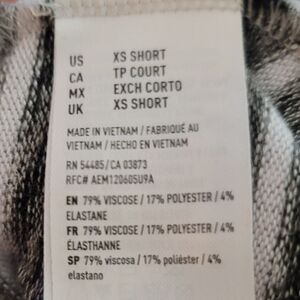 US XS SHORT
CA TP COURT
MX EXCH CORTO
UK XS SHORT
MADE IN VIETNAM / FABRIQUÉ AU
VIETNAM / HECHO EN VIETNAM
RN 54485/CA 03873
RFC# AEM12060SU9A
EN 79% VISCOSE / 17% POLYESTER / 4%
ELASTANE
FR 79% VISCOSE / 17% POLYESTER / 4%
ÉLASTHANNE
SP 79% viscosa / 17% poliéster / 4%
elastano